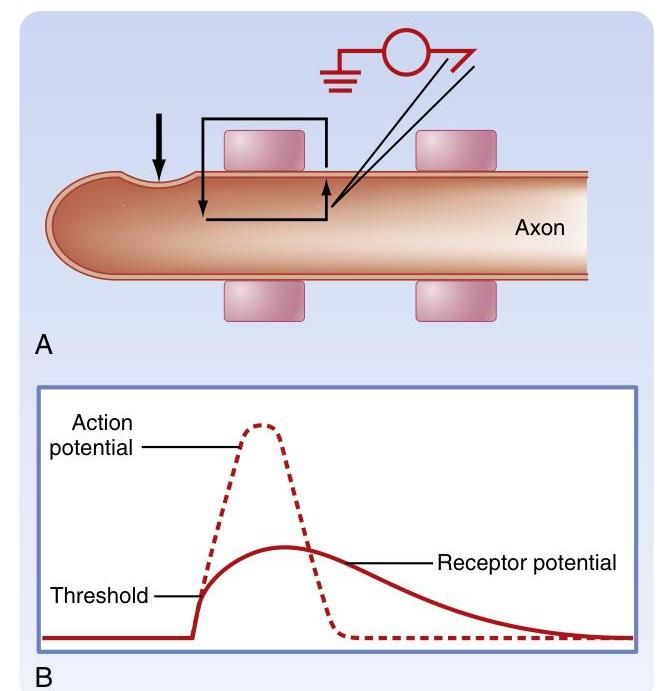 Axon
A
Action
potential
Receptor potential
Threshold
B